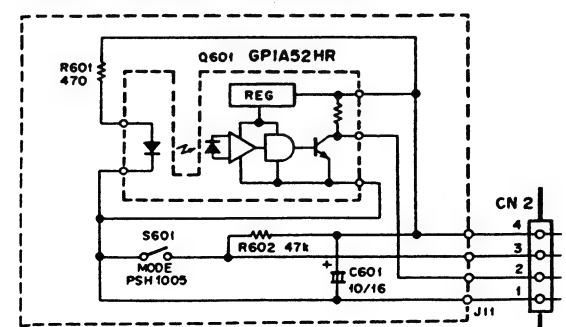 Q601 GP1A52HR
R601
470
REG
CN 2
S601
MODE
PSH1005
R602 47k
+
C601
10/16
4
3
2
1
J11